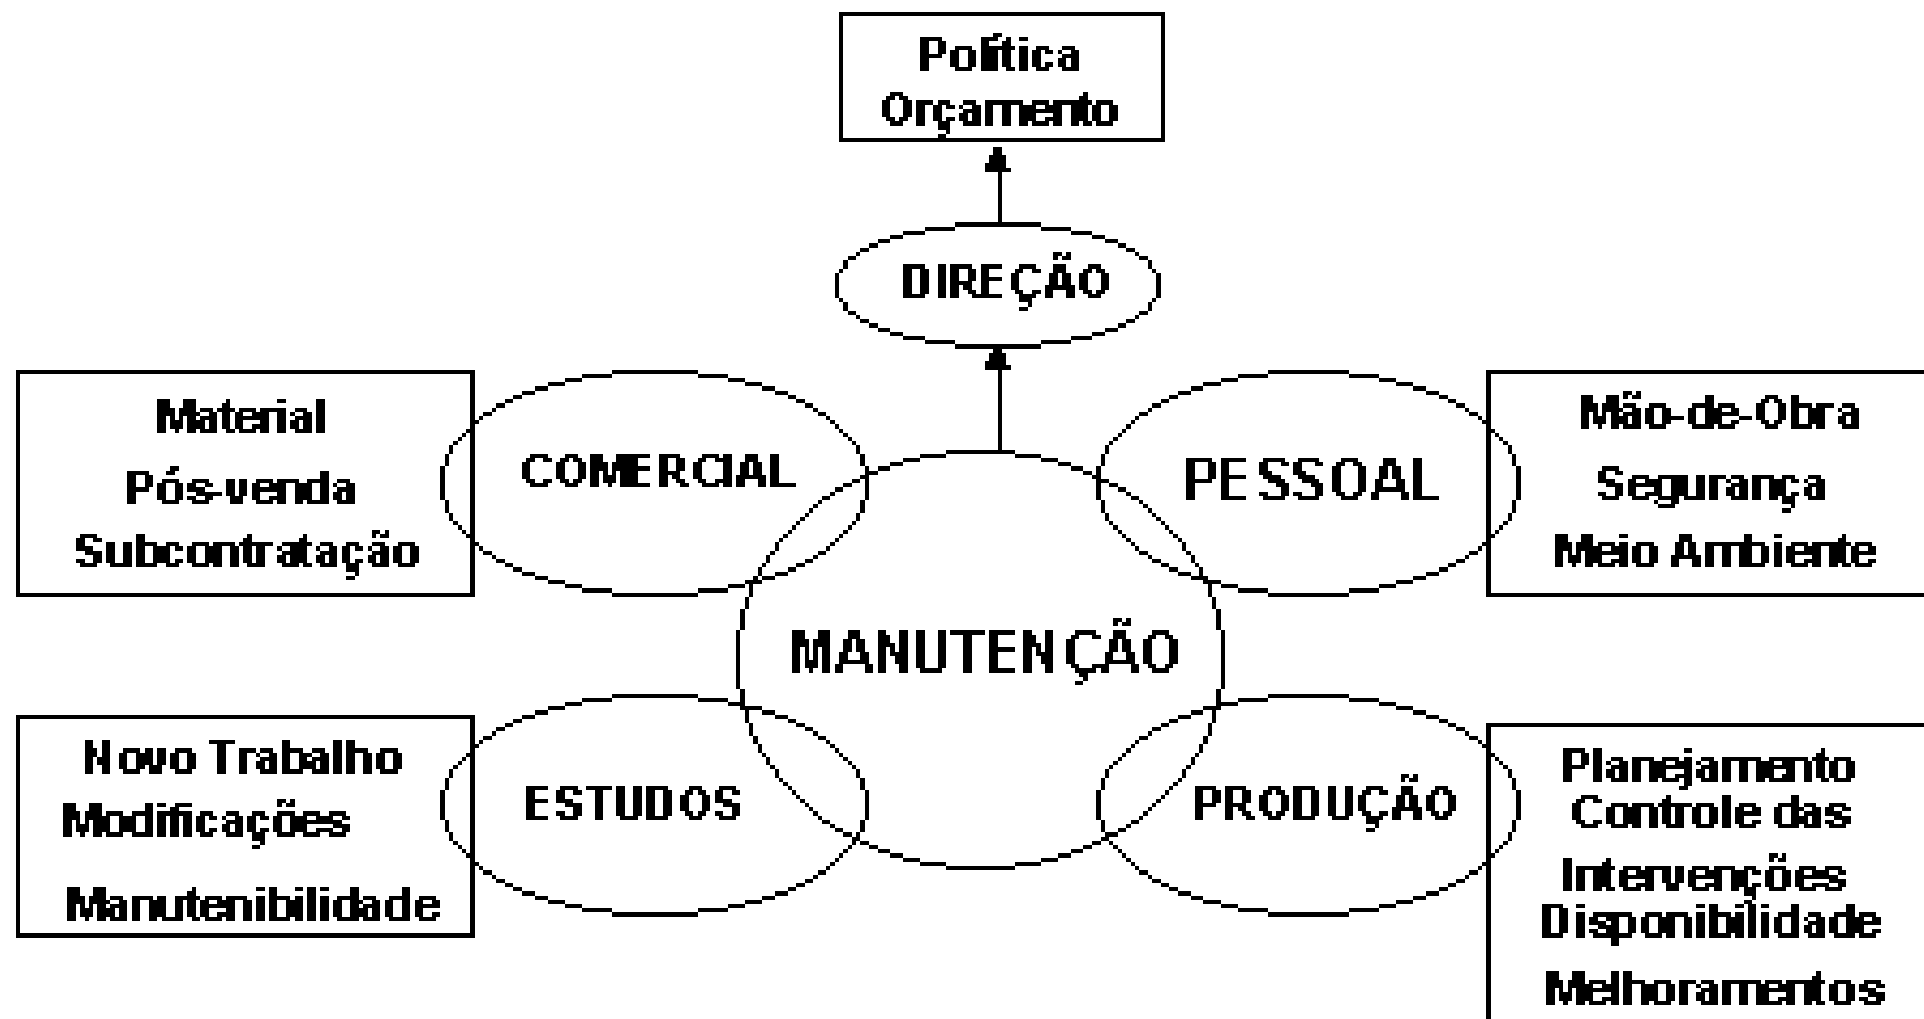 Política
Orçamento
DIREÇÃO
Material
Pós-venda
Subcontratação
COMERCIAL
PESSOAL
Mão-de-Obra
Segurança
Meio Ambiente
MANUTENÇÃO
Novo Trabalho
Modificações
Manutenibilidade
ESTUDOS
PRODUÇÃO
Planejamento
Controle das
Intervenções
Disponibilidade
Melhoramentos